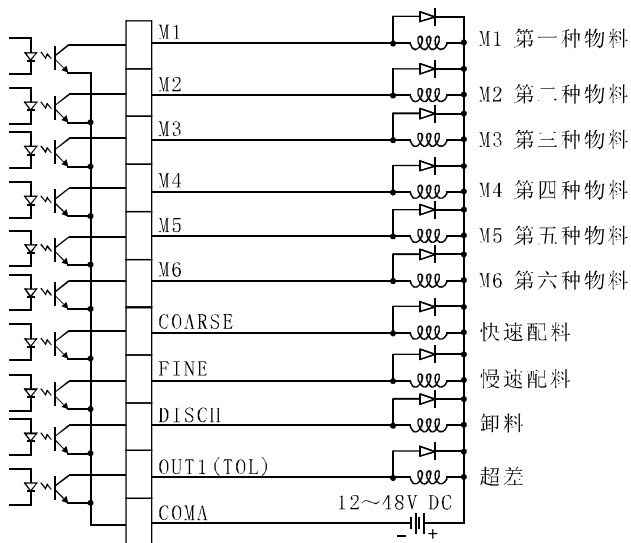 M1 M1 第一种物料
M2 M2 第二种物料
M3 M3 第三种物料
M4 M4 第四种物料
M5 M5 第五种物料
M6 M6 第六种物料
COARSE 快速配料
FINE 慢速配料
DISCH 卸料
OUT1(TOL) 超差
12～48V DC
COMA
- +